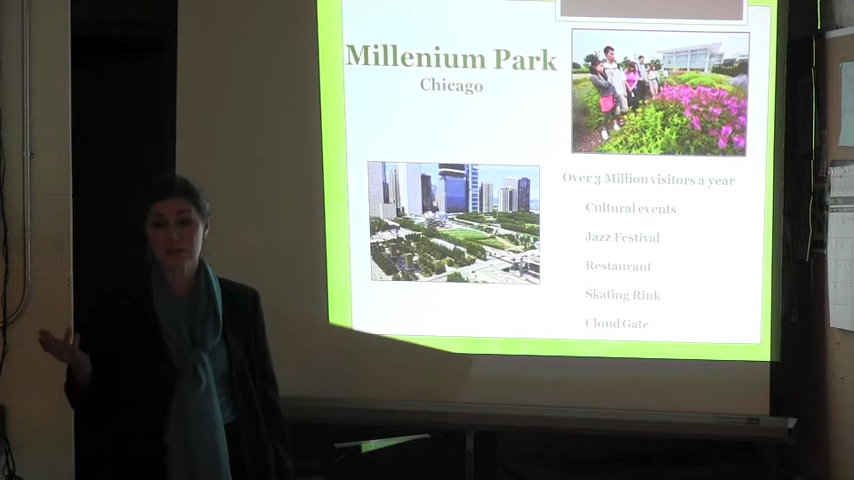 Millenium Park
Chicago
Over 3 Million visitors a year
Cultural events
Jazz Festival
Restaurant
Skating Rink
Cloud Gate